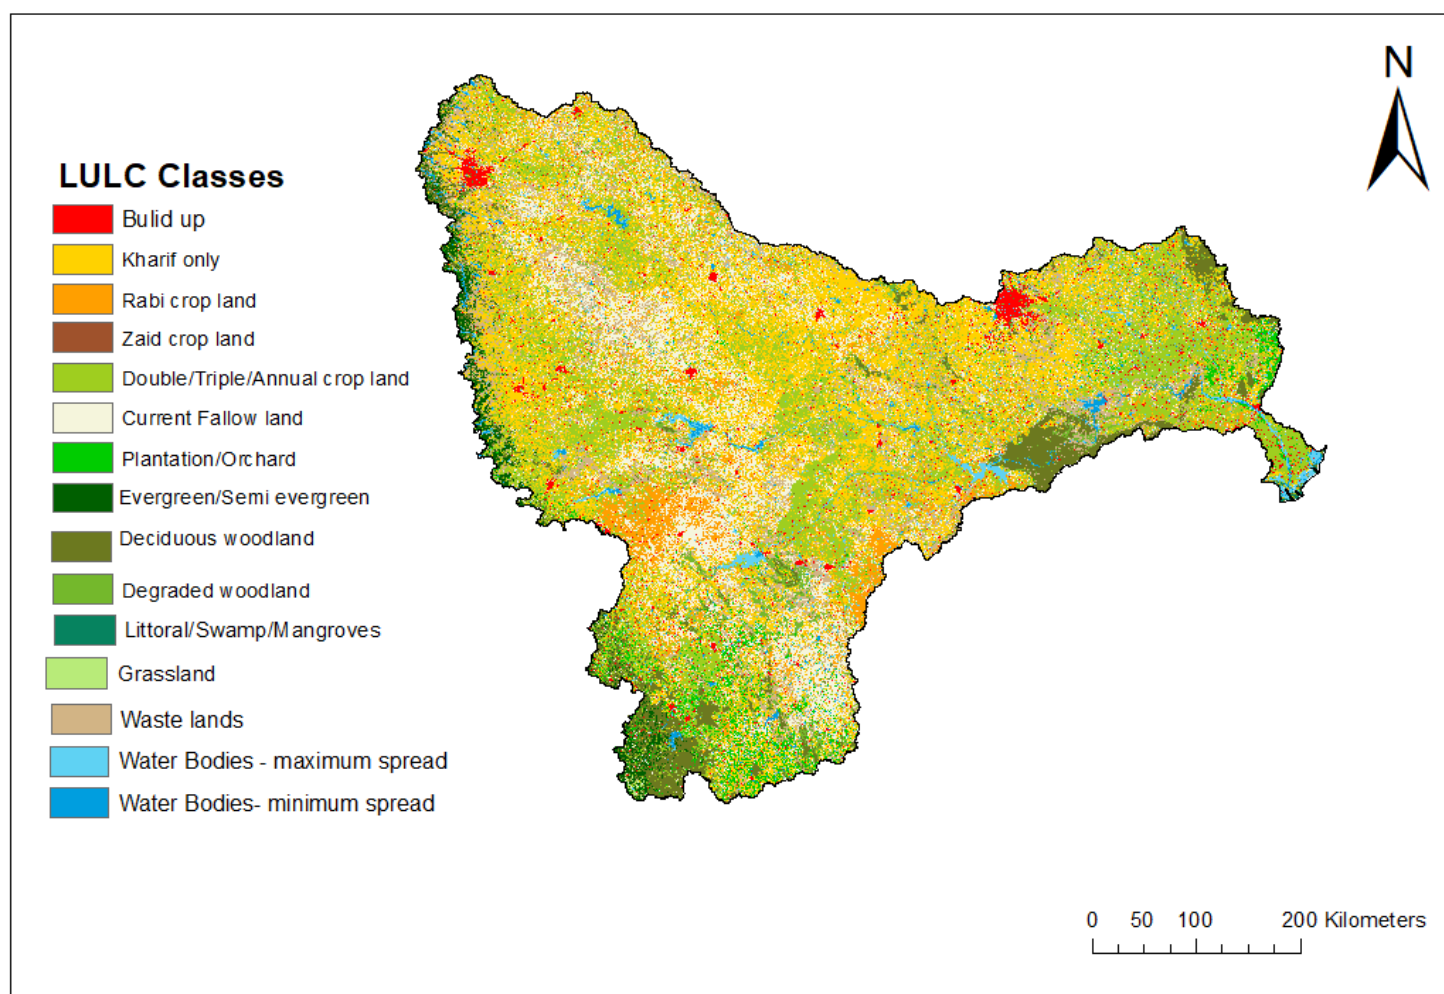 N
LULC Classes
Bulid up
Kharif only
Rabi crop land
Zaid crop land
Double/Triple/Annual crop land
Current Fallow land
Plantation/Orchard
Evergreen/Semi evergreen
Deciduous woodland
Degraded woodland
Littoral/Swamp/Mangroves
Grassland
Waste lands
Water Bodies - maximum spread
Water Bodies- minimum spread
0 50 100 200 Kilometers